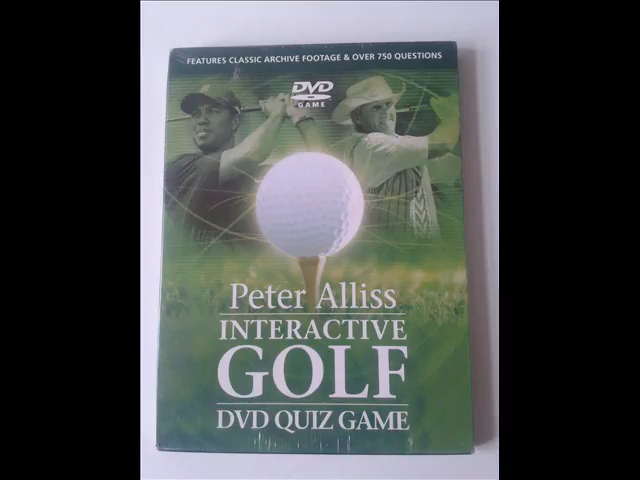 FEATURES CLASSIC ARCHIVE FOOTAGE & OVER 750 QUESTIONS
DVD
GAME
Peter Alliss
INTERACTIVE
GOLF
DVD QUIZ GAME